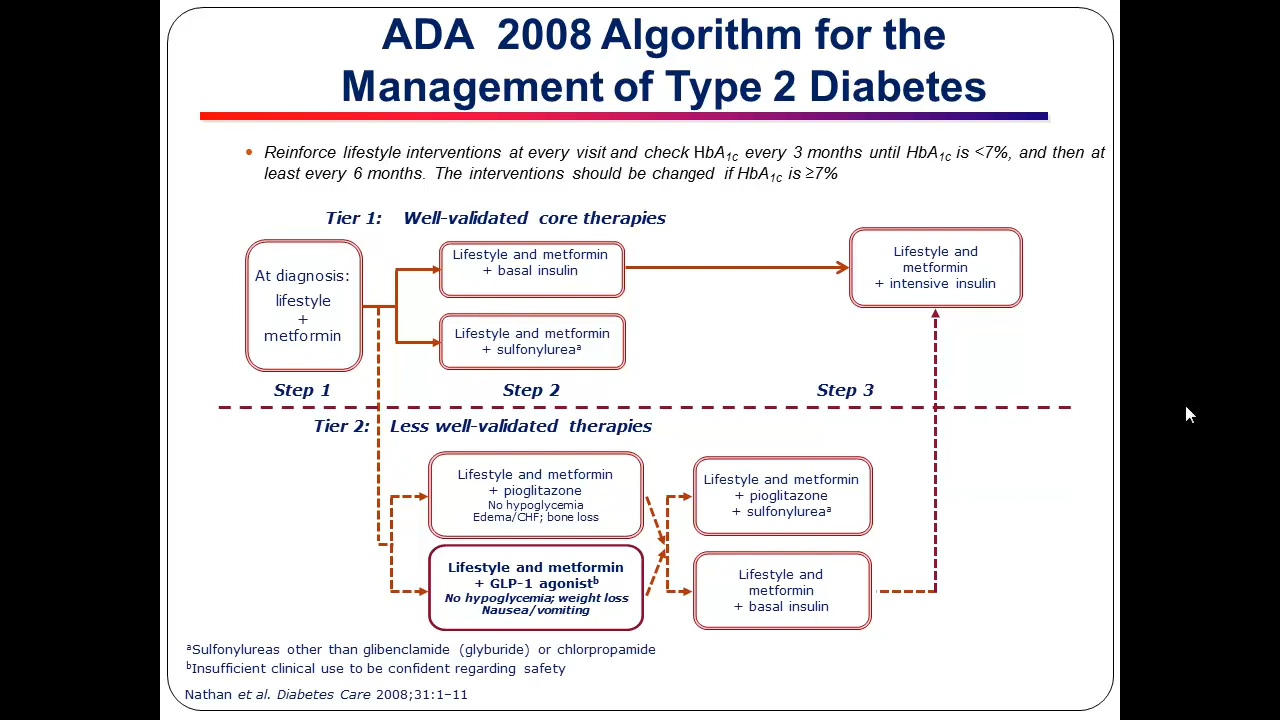 ADA 2008 Algorithm for the
Management of Type 2 Diabetes
• Reinforce lifestyle interventions at every visit and check HbA1c every 3 months until HbA1c is <7%, and then at
least every 6 months. The interventions should be changed if HbA1c is ≥7%
Tier 1: Well-validated core therapies
At diagnosis:
lifestyle
+
metformin
Lifestyle and metformin
+ basal insulin
Lifestyle and metformin
+ sulfonylureaᵃ
Lifestyle and
metformin
+ intensive insulin
Step 1
Step 2
Step 3
Tier 2: Less well-validated therapies
Lifestyle and metformin
+ pioglitazone
No hypoglycemia
Edema/CHF; bone loss
Lifestyle and metformin
+ GLP-1 agonistᵇ
No hypoglycemia; weight loss
Nausea/vomiting
Lifestyle and metformin
+ pioglitazone
+ sulfonylureaᵃ
Lifestyle and
metformin
+ basal insulin
ᵃSulfonylureas other than glibenclamide (glyburide) or chlorpropamide
ᵇInsufficient clinical use to be confident regarding safety
Nathan et al. Diabetes Care 2008;31:1–11